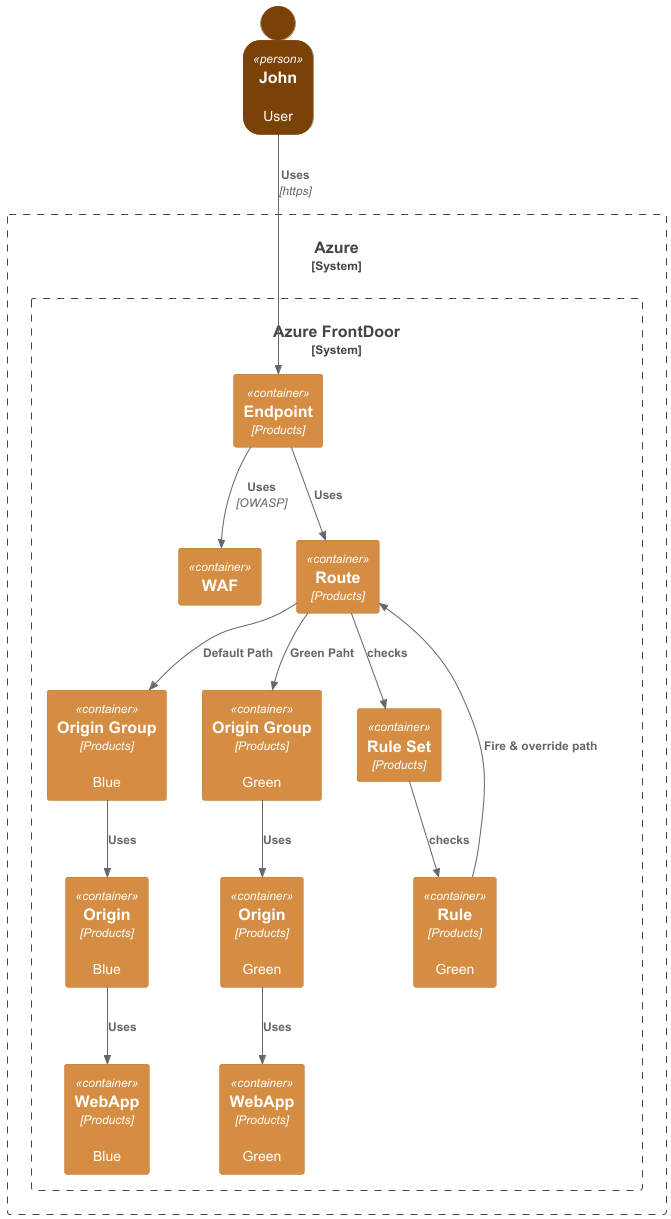 «person»
John
User
Uses
[https]
Azure
[System]
Azure FrontDoor
[System]
«container»
Endpoint
[Products]
Uses
[OWASP]
Uses
«container»
WAF
«container»
Route
[Products]
Default Path
Green Paht
checks
«container»
Origin Group
[Products]
Blue
«container»
Origin Group
[Products]
Green
«container»
Rule Set
[Products]
Fire & override path
Uses
Uses
checks
«container»
Origin
[Products]
Blue
«container»
Origin
[Products]
Green
«container»
Rule
[Products]
Green
Uses
Uses
«container»
WebApp
[Products]
Blue
«container»
WebApp
[Products]
Green